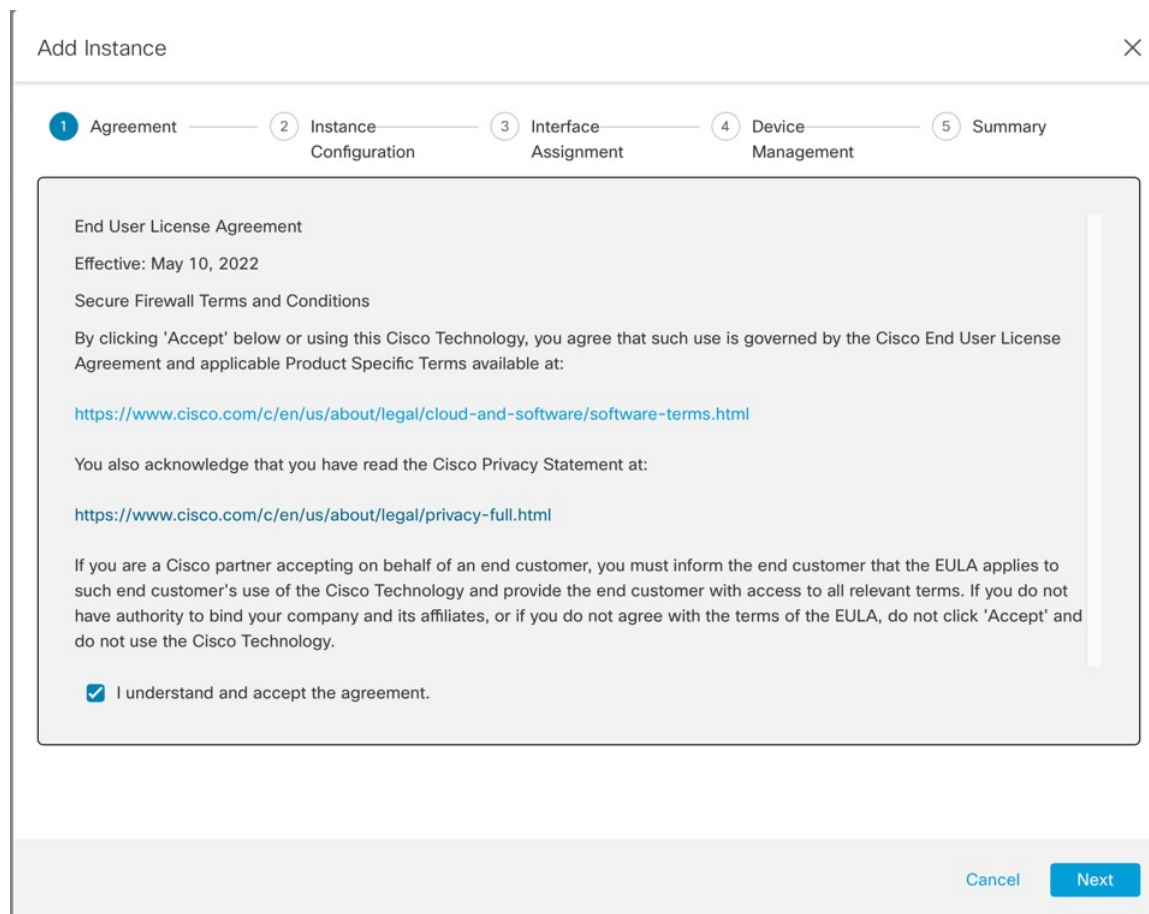 Add Instance
1 Agreement 2 Instance 3 Interface 4 Device 5 Summary
Configuration Assignment Management
End User License Agreement
Effective: May 10, 2022
Secure Firewall Terms and Conditions
By clicking 'Accept' below or using this Cisco Technology, you agree that such use is governed by the Cisco End User License
Agreement and applicable Product Specific Terms available at:
https://www.cisco.com/c/en/us/about/legal/cloud-and-software/software-terms.html
You also acknowledge that you have read the Cisco Privacy Statement at:
https://www.cisco.com/c/en/us/about/legal/privacy-full.html
If you are a Cisco partner accepting on behalf of an end customer, you must inform the end customer that the EULA applies to
such end customer's use of the Cisco Technology and provide the end customer with access to all relevant terms. If you do not
have authority to bind your company and its affiliates, or if you do not agree with the terms of the EULA, do not click 'Accept' and
do not use the Cisco Technology.
I understand and accept the agreement.
Cancel Next